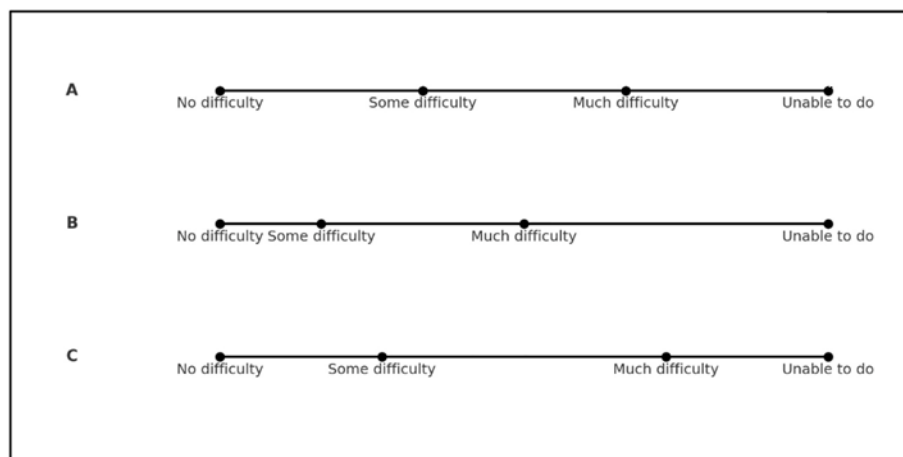 A
No difficulty Some difficulty Much difficulty Unable to do
B
No difficulty Some difficulty Much difficulty Unable to do
C
No difficulty Some difficulty Much difficulty Unable to do